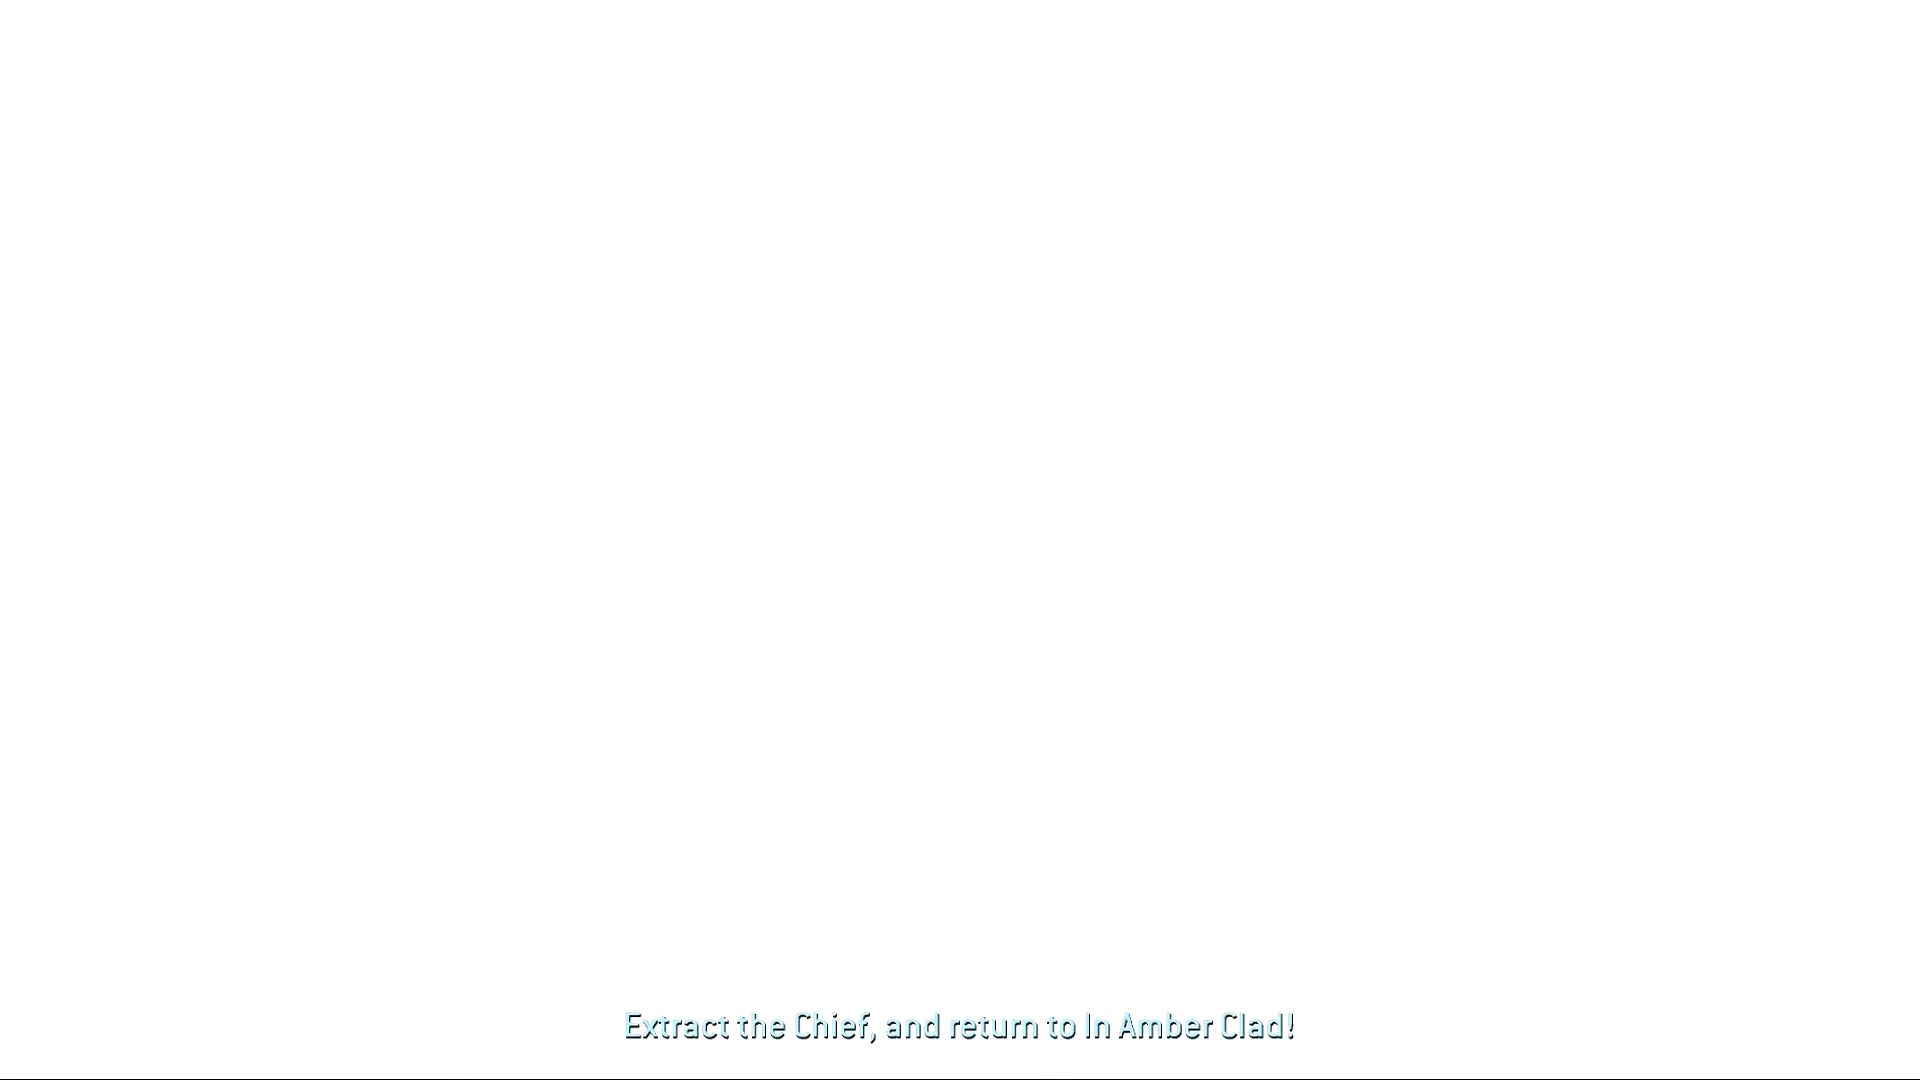 Extract the Chief, and return to In Amber Clad!